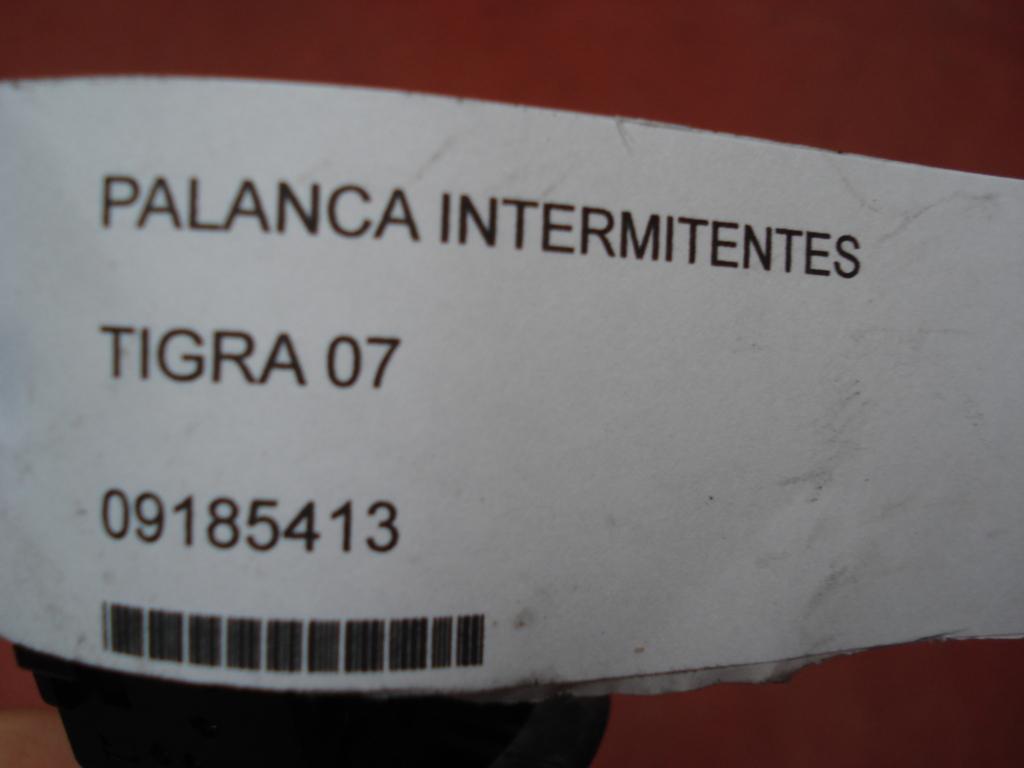 PALANCA INTERMITENTES
TIGRA 07
09185413